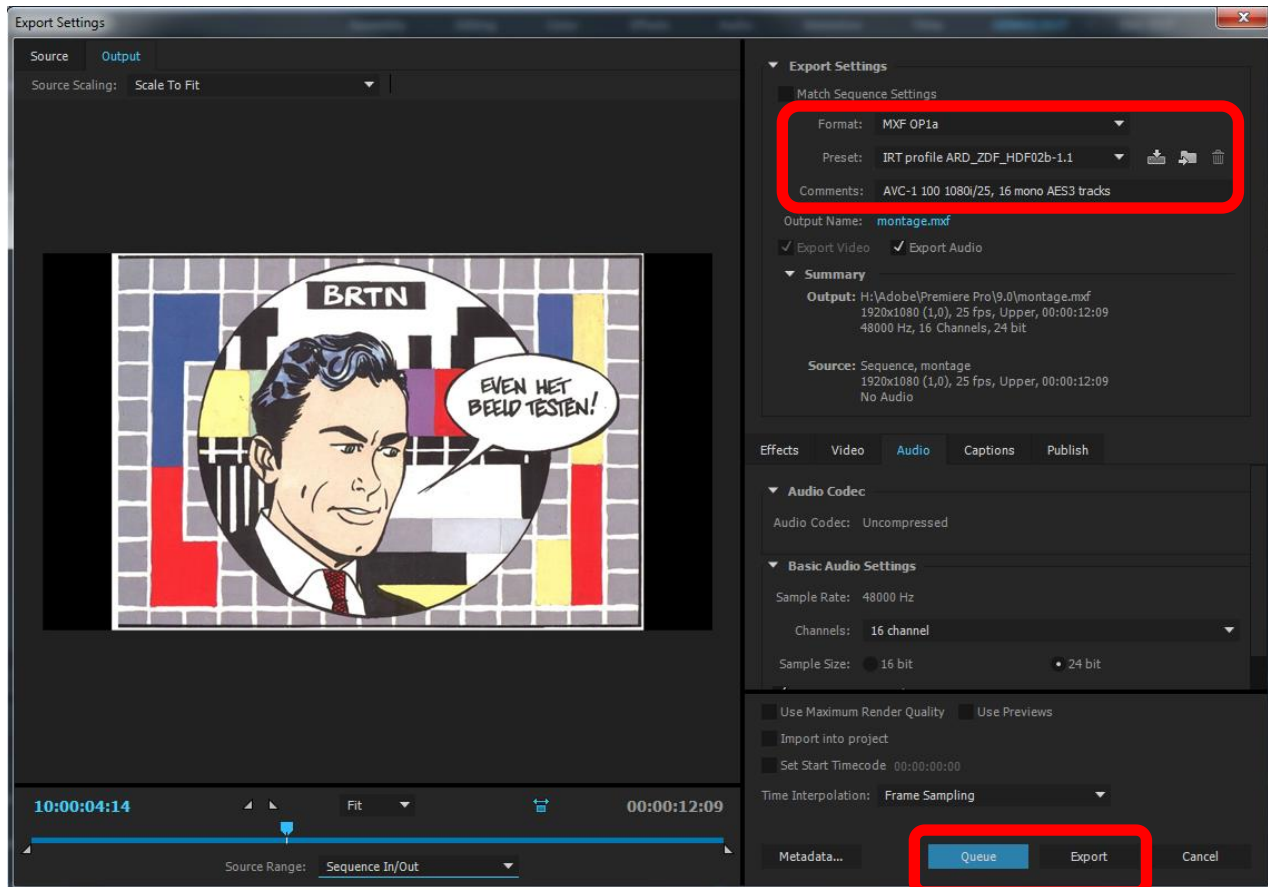 Export Settings
Source Output
Source Scaling: Scale To Fit
BRTN
EVEN HET
BEELD TESTEN!
10:00:04:14 Fit 00:00:12:09
Source Range: Sequence In/Out
Export Settings
Match Sequence Settings
Format: MXF OP1a
Preset: IRT profile ARD_ZDF_HDF02b-1.1
Comments: AVC-1 100 1080i/25, 16 mono AES3 tracks
Output Name: montage.mxf
Export Video Export Audio
Summary
Output: H:\Adobe\Premiere Pro\9.0\montage.mxf
1920x1080 (1,0), 25 fps, Upper, 00:00:12:09
48000 Hz, 16 Channels, 24 bit
Source: Sequence, montage
1920x1080 (1,0), 25 fps, Upper, 00:00:12:09
No Audio
Effects Video Audio Captions Publish
Audio Codec
Audio Codec: Uncompressed
Basic Audio Settings
Sample Rate: 48000 Hz
Channels: 16 channel
Sample Size: 16 bit 24 bit
Use Maximum Render Quality Use Previews
Import into project
Set Start Timecode 00:00:00:00
Time Interpolation: Frame Sampling
Metadata... Queue Export Cancel